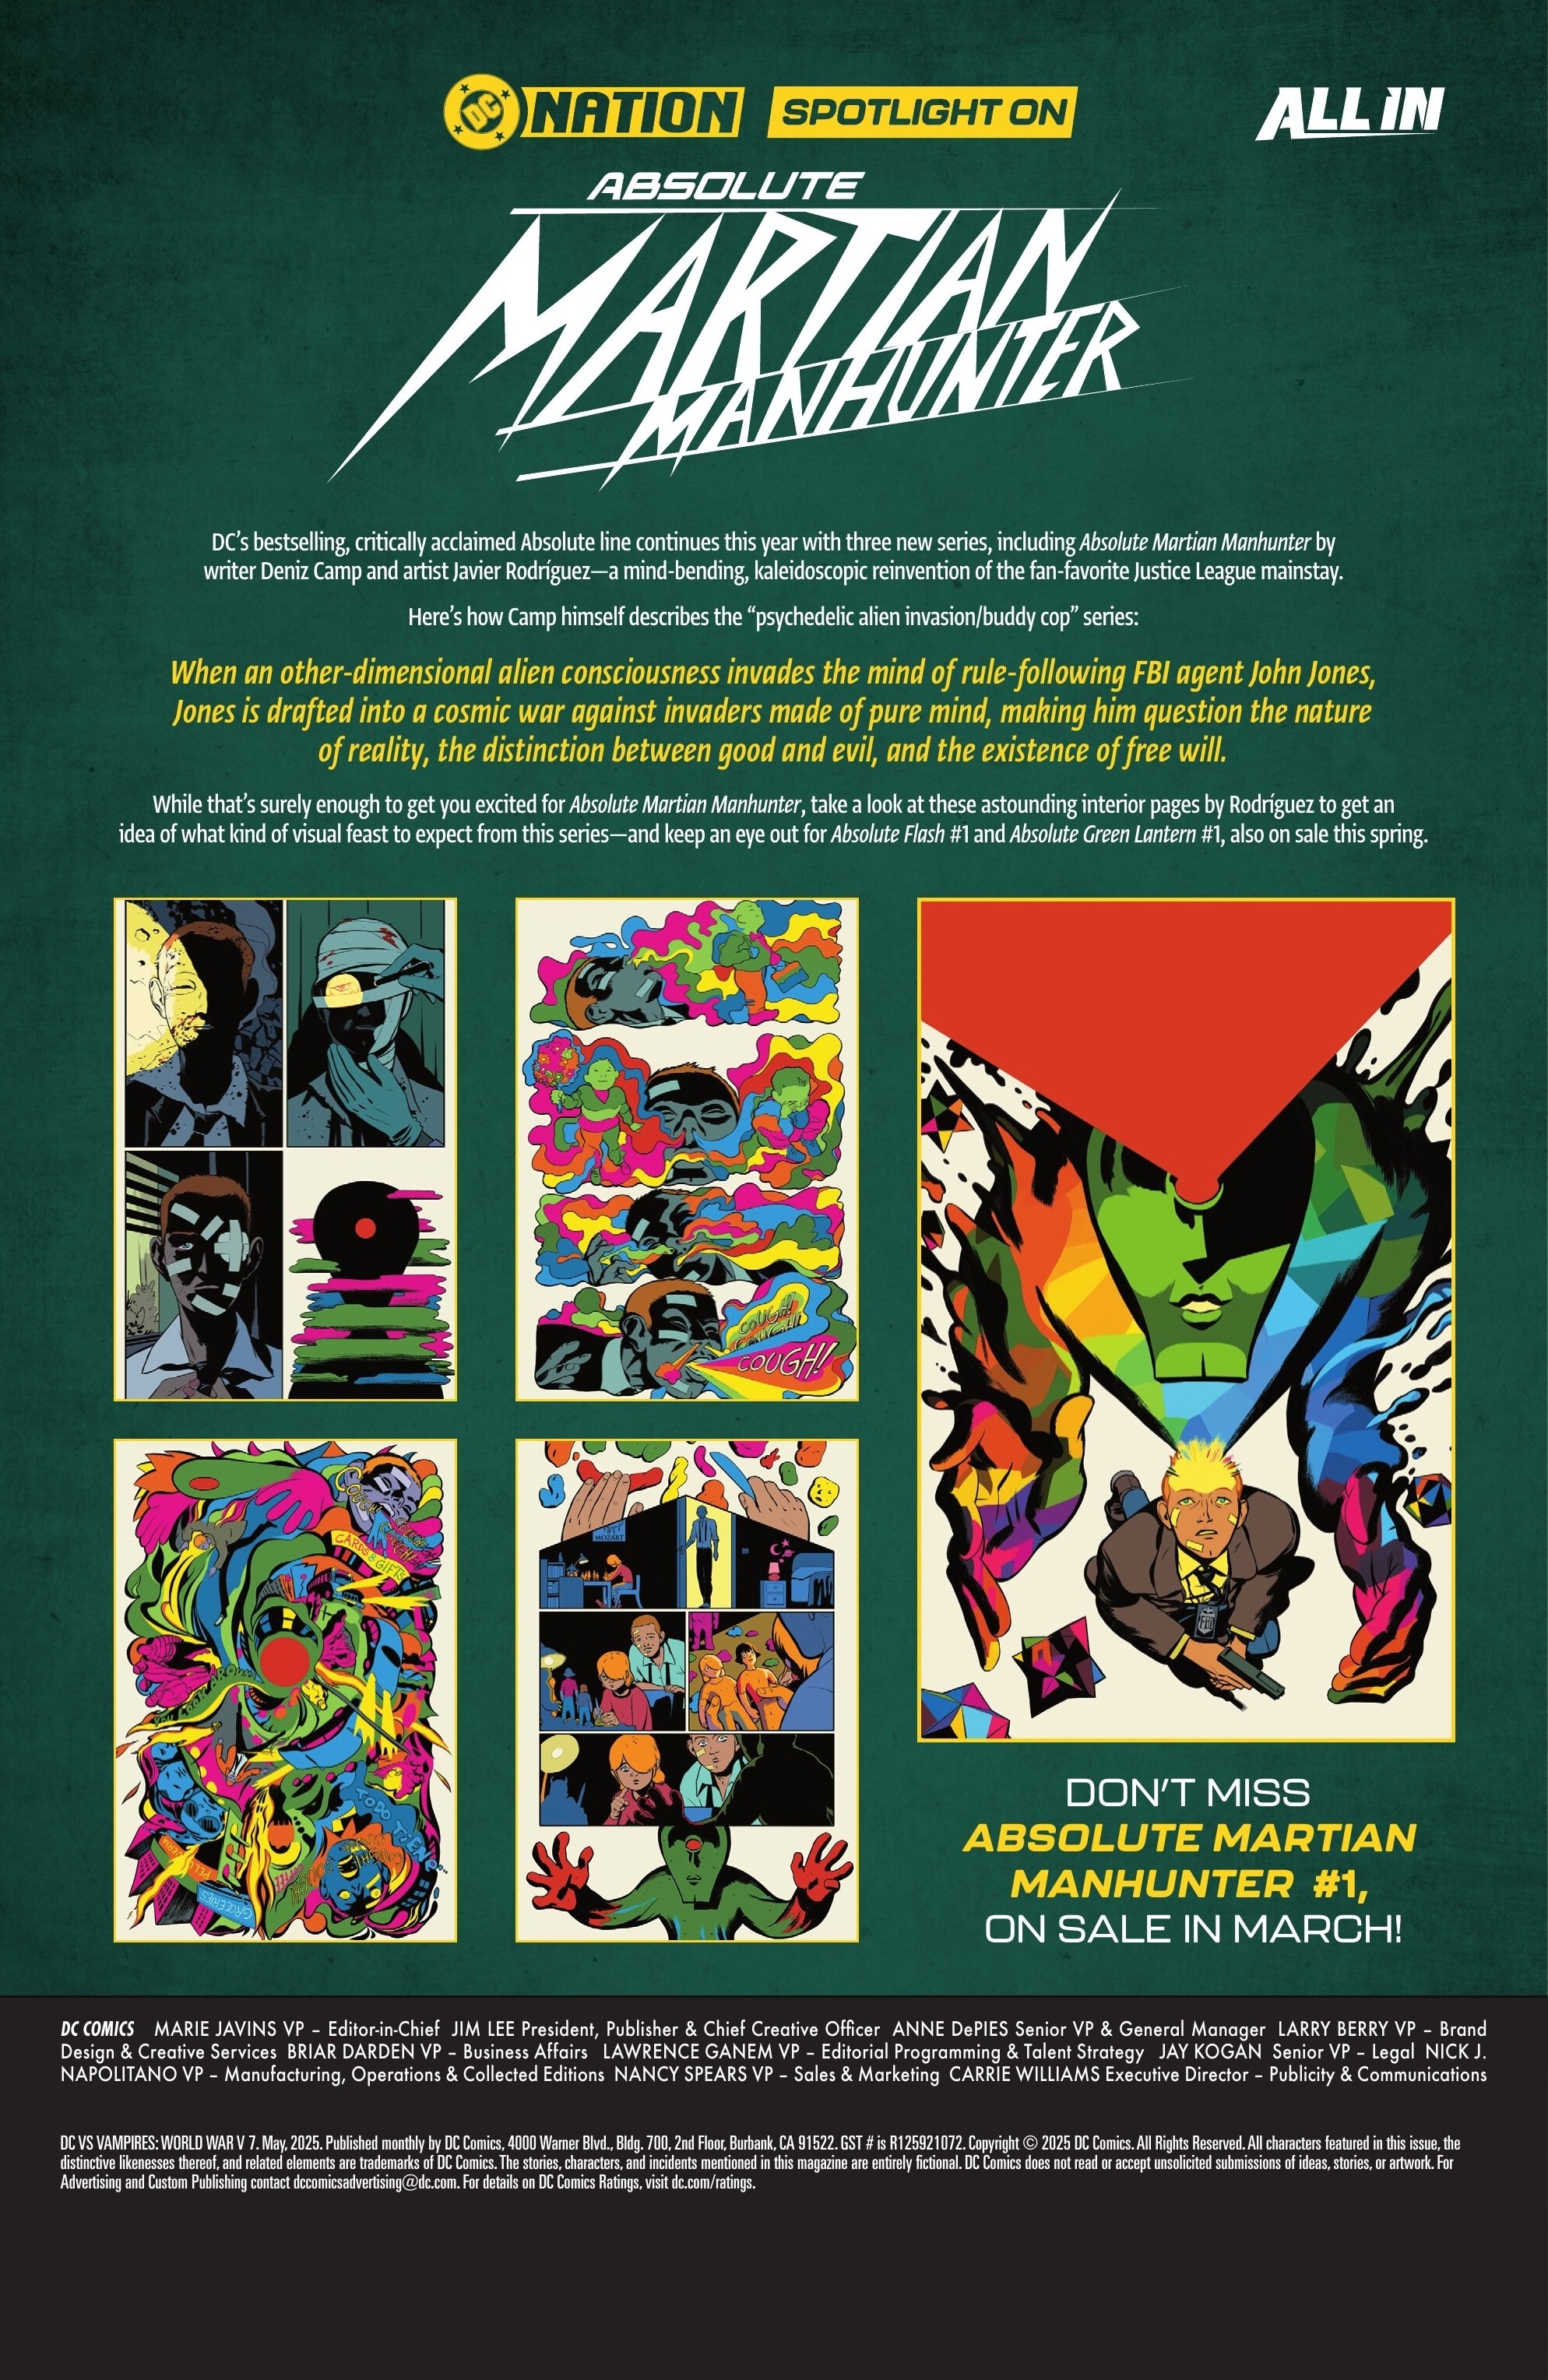 DC NATION SPOTLIGHT ON
ALL IN
ABSOLUTE
MARTIAN
MANHUNTER
DC’s bestselling, critically acclaimed Absolute line continues this year with three new series, including Absolute Martian Manhunter by
writer Deniz Camp and artist Javier Rodríguez—a mind-bending, kaleidoscopic reinvention of the fan-favorite Justice League mainstay.
Here’s how Camp himself describes the “psychedelic alien invasion/buddy cop” series:
When an other-dimensional alien consciousness invades the mind of rule-following FBI agent John Jones,
Jones is drafted into a cosmic war against invaders made of pure mind, making him question the nature
of reality, the distinction between good and evil, and the existence of free will.
While that’s surely enough to get you excited for Absolute Martian Manhunter, take a look at these astounding interior pages by Rodríguez to get an
idea of what kind of visual feast to expect from this series—and keep an eye out for Absolute Flash #1 and Absolute Green Lantern #1, also on sale this spring.
COUGH!
COUGH!
COUGH!
CARDS & GIFTS
TODO
GROCERIES
MOZART
DON’T MISS
ABSOLUTE MARTIAN
MANHUNTER #1,
ON SALE IN MARCH!
DC COMICS MARIE JAVINS VP – Editor-in-Chief JIM LEE President, Publisher & Chief Creative Officer ANNE DePIES Senior VP & General Manager LARRY BERRY VP – Brand
Design & Creative Services BRIAR DARDEN VP – Business Affairs LAWRENCE GANEM VP – Editorial Programming & Talent Strategy JAY KOGAN Senior VP – Legal NICK J.
NAPOLITANO VP – Manufacturing, Operations & Collected Editions NANCY SPEARS VP – Sales & Marketing CARRIE WILLIAMS Executive Director – Publicity & Communications
DC VS VAMPIRES: WORLD WAR V 7. May, 2025. Published monthly by DC Comics, 4000 Warner Blvd., Bldg. 700, 2nd Floor, Burbank, CA 91522. GST # is R125921072. Copyright © 2025 DC Comics. All Rights Reserved. All characters featured in this issue, the
distinctive likenesses thereof, and related elements are trademarks of DC Comics. The stories, characters, and incidents mentioned in this magazine are entirely fictional. DC Comics does not read or accept unsolicited submissions of ideas, stories, or artwork. For
Advertising and Custom Publishing contact dccomicsadvertising@dc.com. For details on DC Comics Ratings, visit dc.com/ratings.